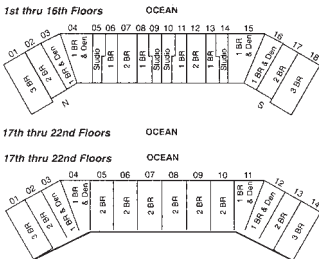 1st thru 16th Floors OCEAN
01 02 03 04 05 06 07 08 09 10 11 12 13 14 15 16 17 18
3 BR
2 BR
BR & Den
1 BR & Den
Studio
1 BR
2 BR
1 BR
Studio
Studio
1 BR
2 BR
1 BR
Studio
1 BR & Den
1 BR & Den
2 BR
3 BR
N S
17th thru 22nd Floors OCEAN
17th thru 22nd Floors OCEAN
01 02 03 04 05 06 07 08 09 10 11 12 13 14
3 BR
2 BR
1 BR & Den
1 BR & Den
2 BR
2 BR
2 BR
2 BR
2 BR
2 BR
1 BR & Den
1 BR & Den
2 BR
3 BR